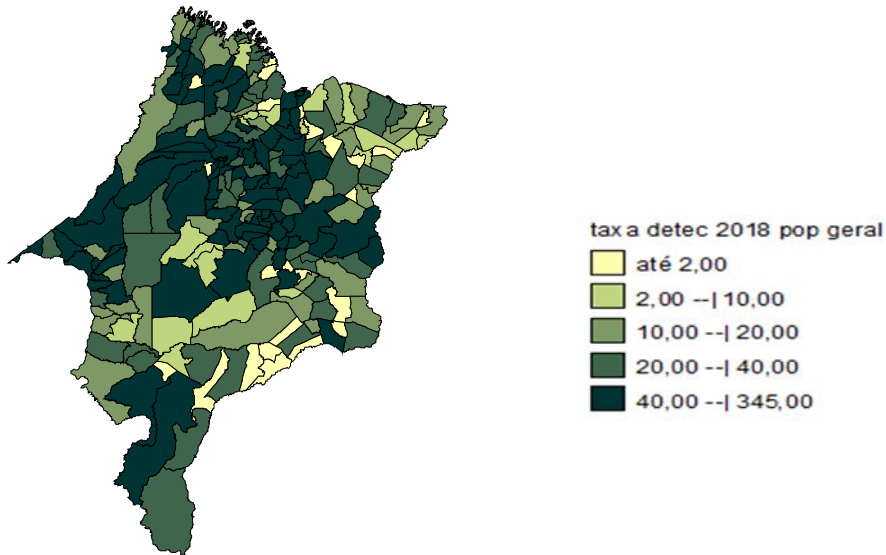 taxa detec 2018 pop geral
até 2,00
2,00 --| 10,00
10,00 --| 20,00
20,00 --| 40,00
40,00 --| 345,00